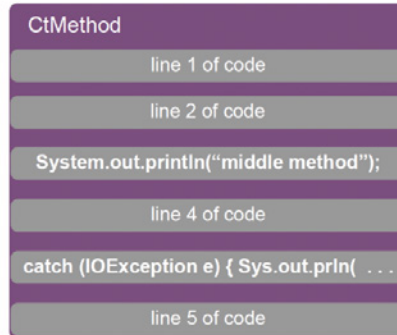 CtMethod
line 1 of code
line 2 of code
System.out.println(“middle method”);
line 4 of code
catch (IOException e) { Sys.out.prln( . . .
line 5 of code